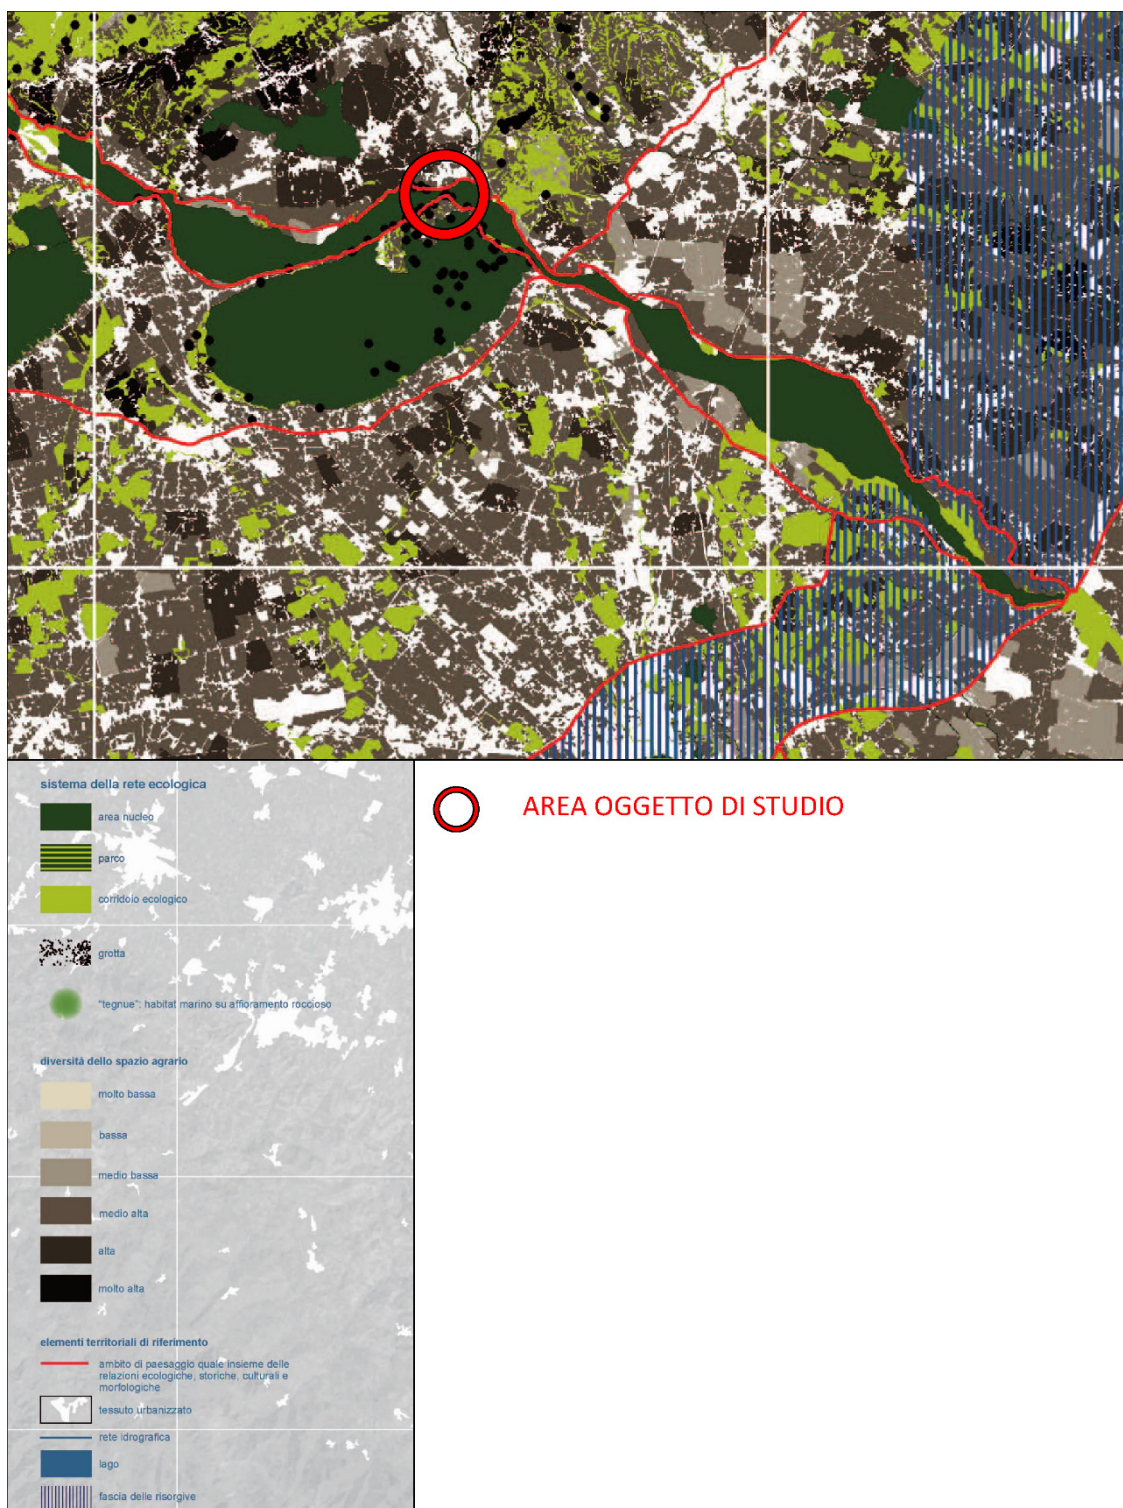 sistema della rete ecologica
area nucleo
parco
corridoio ecologico
grotta
"tegnue": habitat marino su affioramento roccioso
diversità dello spazio agrario
molto bassa
bassa
medio bassa
medio alta
alta
molto alta
elementi territoriali di riferimento
ambito di paesaggio quale insieme delle
relazioni ecologiche, storiche, culturali e
morfologiche
tessuto urbanizzato
rete idrografica
lago
fascia delle risorgive
AREA OGGETTO DI STUDIO